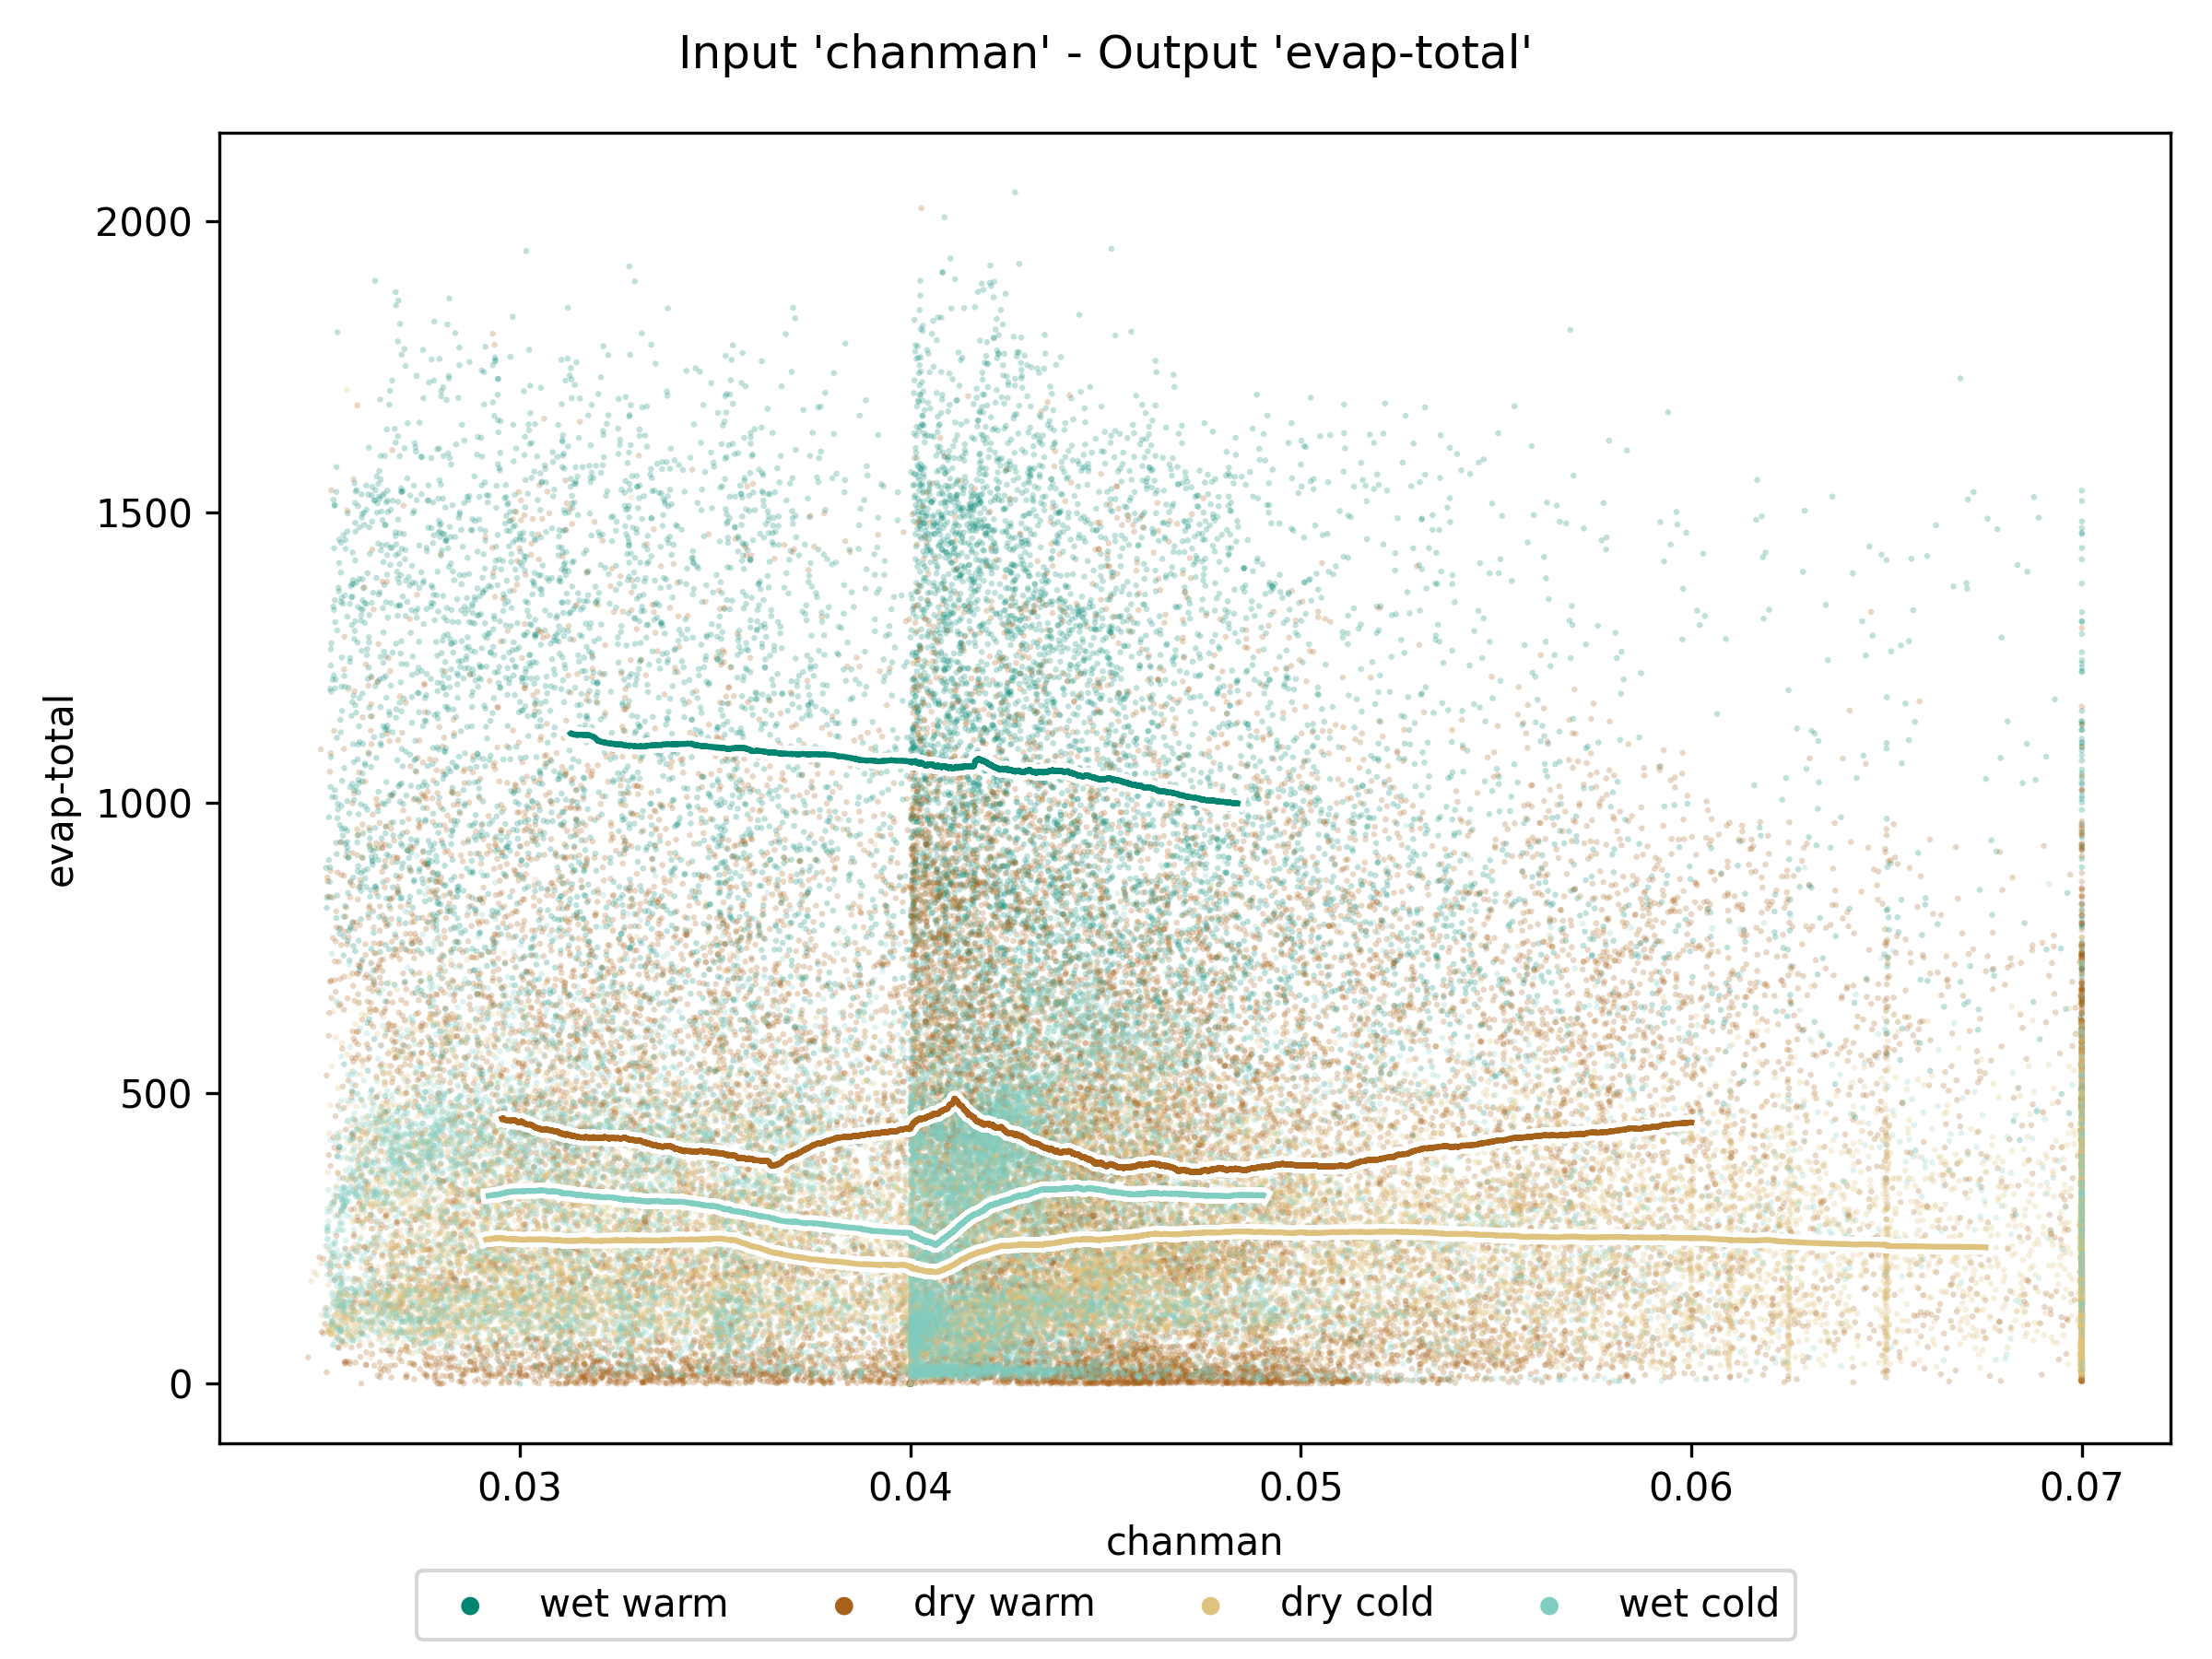 Input 'chanman' - Output 'evap-total'
2000
1500
1000
500
0
evap-total
0.03 0.04 0.05 0.06 0.07
chanman
wet warm dry warm dry cold wet cold